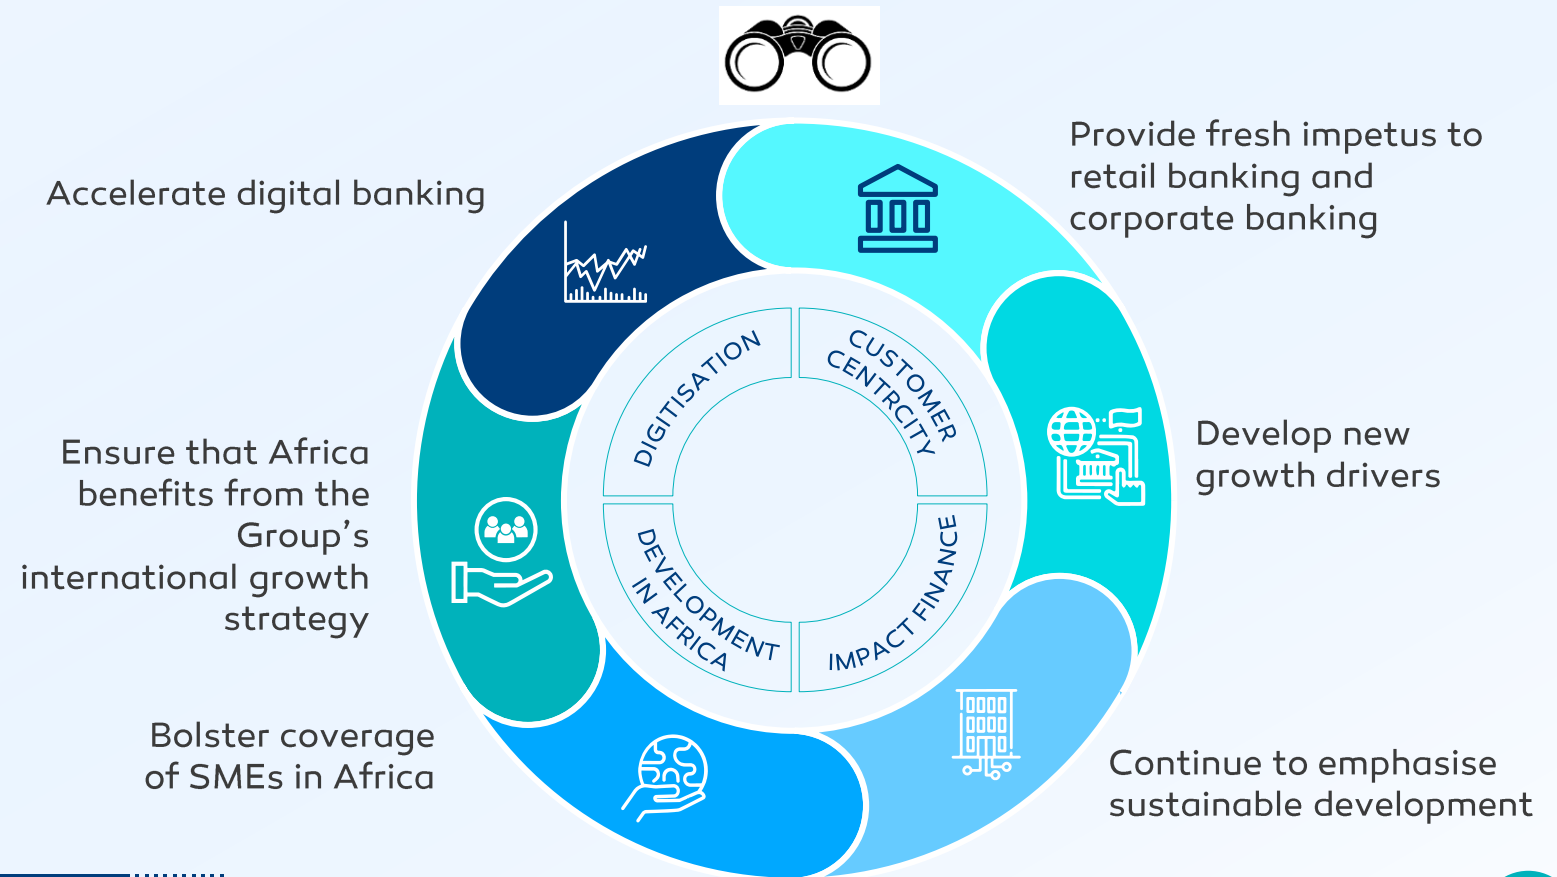 Provide fresh impetus to
retail banking and
corporate banking
Accelerate digital banking
DIGITISATION
CUSTOMER
CENTRCITY
Develop new
growth drivers
Ensure that Africa
benefits from the
Group’s
international growth
strategy
DEVELOPMENT
IN AFRICA
IMPACT FINANCE
Bolster coverage
of SMEs in Africa
Continue to emphasise
sustainable development